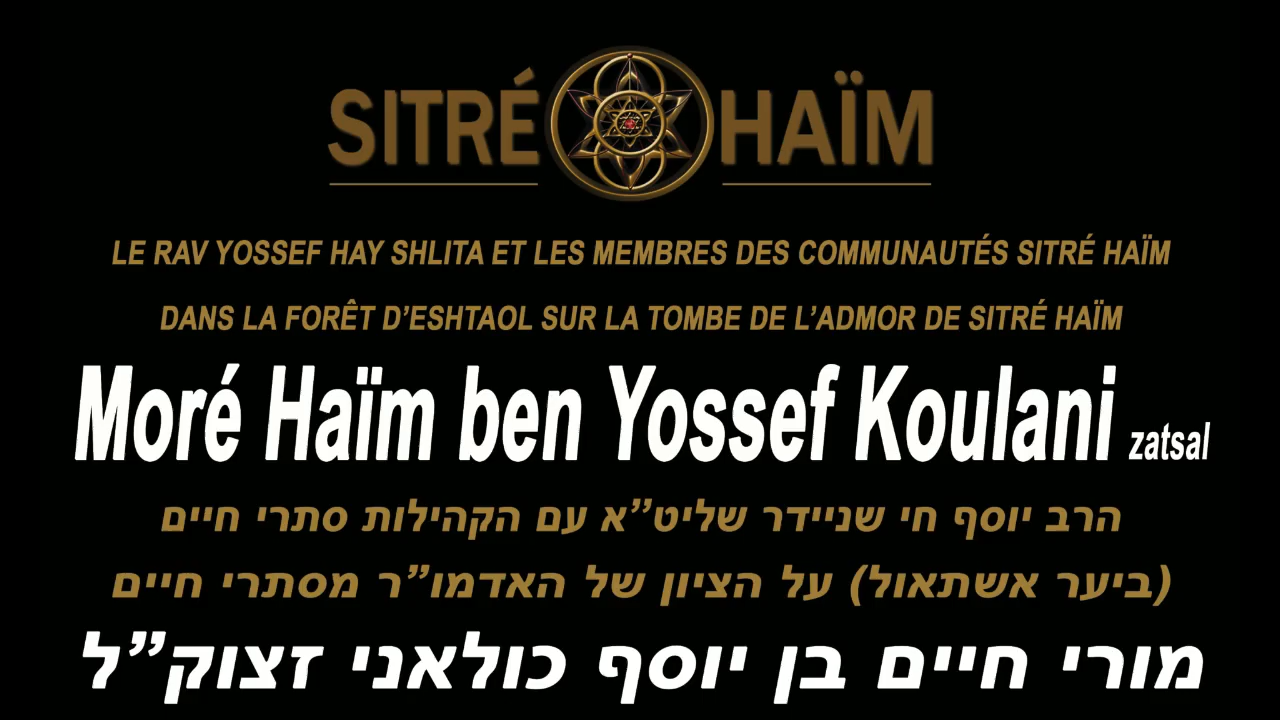 SITRÉ HAÏM
LE RAV YOSSEF HAY SHLITA ET LES MEMBRES DES COMMUNAUTÉS SITRÉ HAÏM
DANS LA FORÊT D’ESHTAOL SUR LA TOMBE DE L’ADMOR DE SITRÉ HAÏM
Moré Haïm ben Yossef Koulani zatsal
הרב יוסף חי שניידר שליט”א עם הקהילות סתרי חיים
(ביער אשתאול) על הציון של האדמו”ר מסתרי חיים
מורי חיים בן יוסף כולאני זצוק”ל